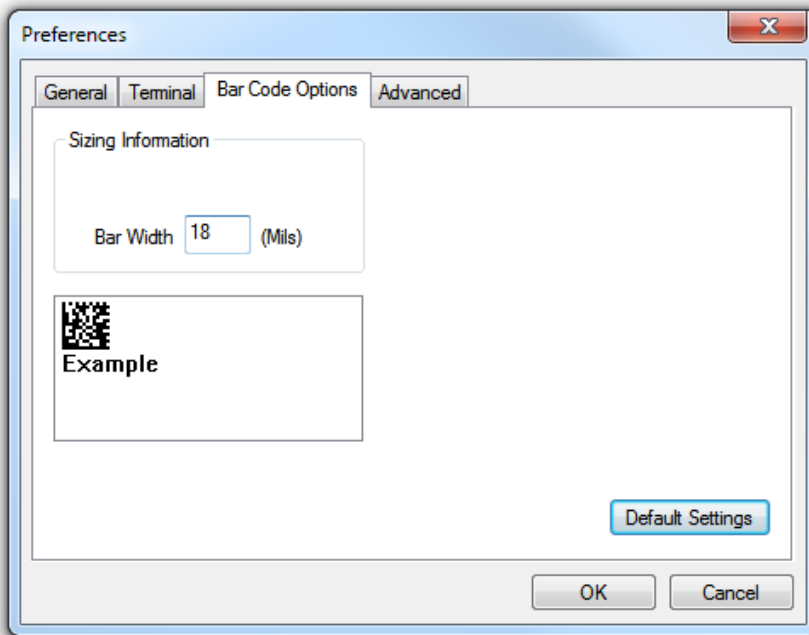 Preferences
General Terminal Bar Code Options Advanced
Sizing Information
Bar Width 18 (Mils)
Example
Default Settings
OK Cancel